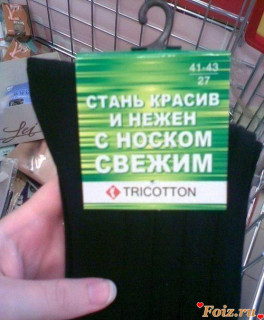 41-43
27
СТАНЬ КРАСИВ
И НЕЖЕН
С НОСКОМ
СВЕЖИМ
TRICOTTON
Foiz.ru